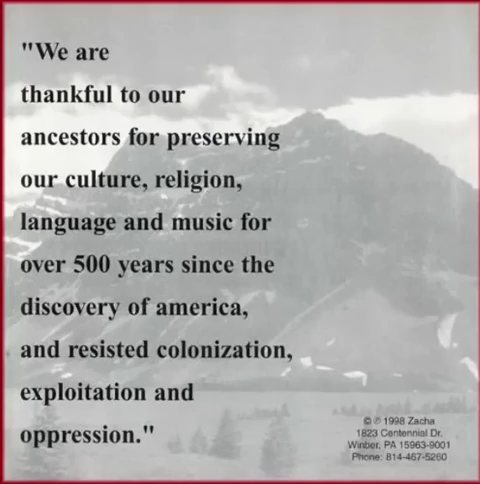 "We are
thankful to our
ancestors for preserving
our culture, religion,
language and music for
over 500 years since the
discovery of america,
and resisted colonization,
exploitation and
oppression."
© ℗ 1998 Zacha
1823 Centennial Dr.
Winber, PA 15963-9001
Phone: 814-467-5260